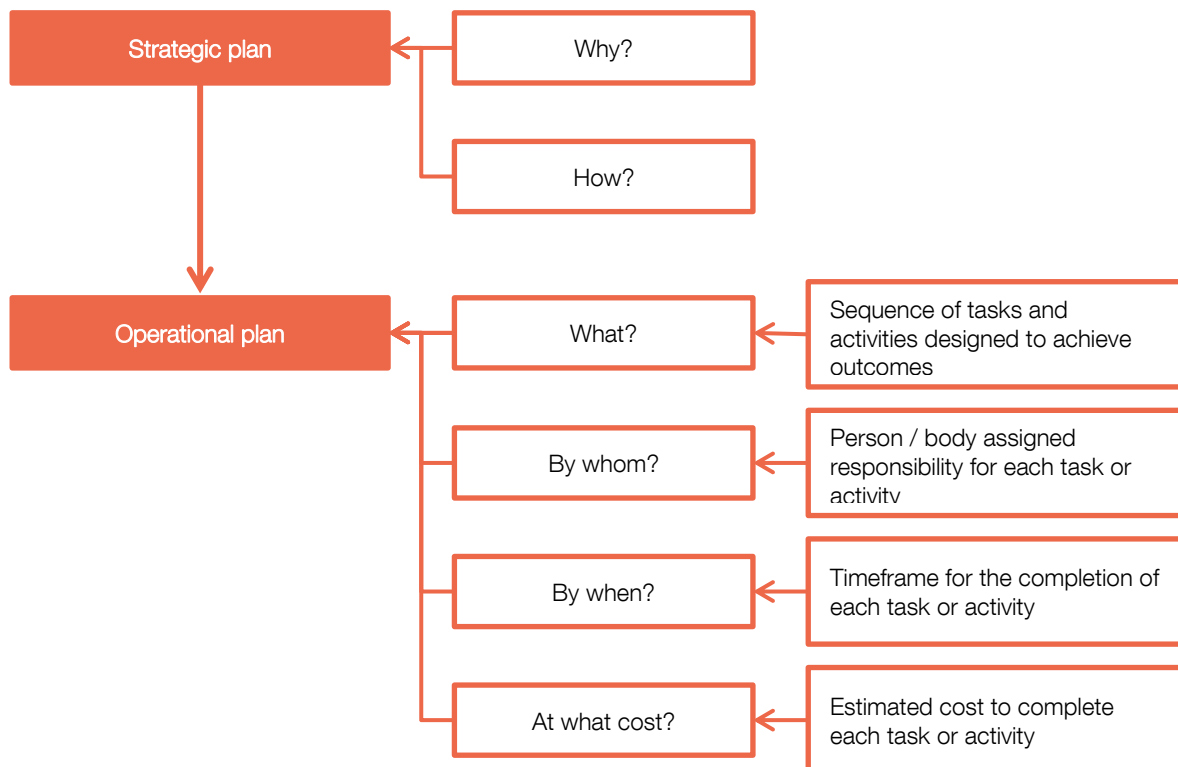 Strategic plan
Why?
How?
Operational plan
What?
Sequence of tasks and
activities designed to achieve
outcomes
By whom?
Person / body assigned
responsibility for each task or
activity
By when?
Timeframe for the completion of
each task or activity
At what cost?
Estimated cost to complete
each task or activity